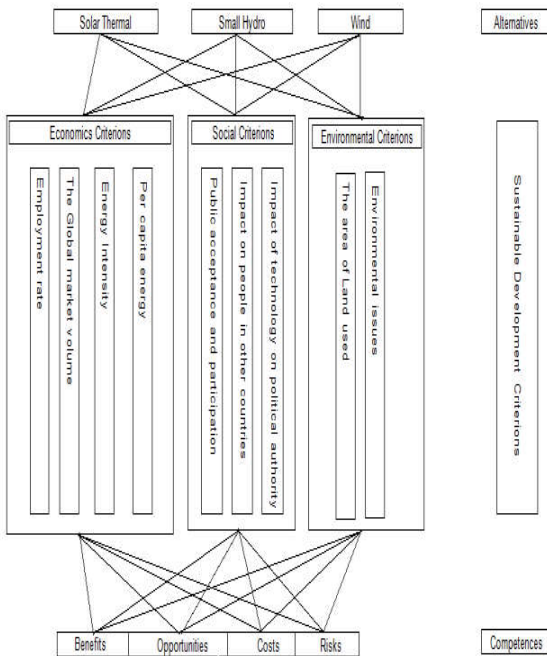 Solar Thermal
Small Hydro
Wind
Alternatives
Economics Criterions
Social Criterions
Environmental Criterions
Employment rate
The Global market volume
Energy Intensity
Per capita energy
Public acceptance and participation
Impact on people in other countries
Impact of technology on political authority
The area of Land used
Environmental issues
Sustainable Development Criterions
Benefits
Opportunities
Costs
Risks
Competences